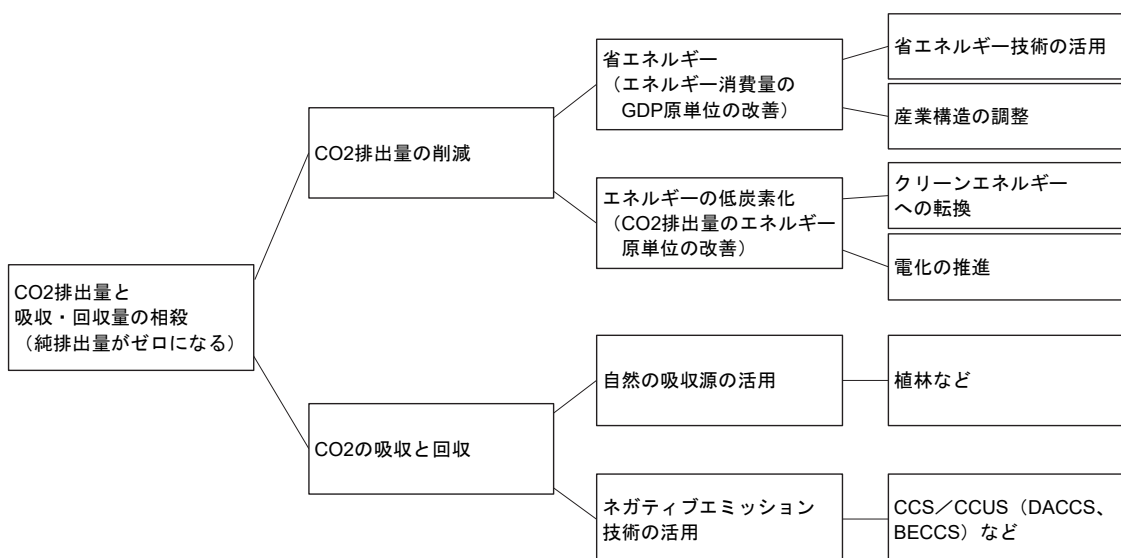 CO2排出量と
吸収・回収量の相殺
（純排出量がゼロになる）
CO2排出量の削減
省エネルギー
（エネルギー消費量の
GDP原単位の改善）
省エネルギー技術の活用
産業構造の調整
エネルギーの低炭素化
（CO2排出量のエネルギー
原単位の改善）
クリーンエネルギー
への転換
電化の推進
CO2の吸収と回収
自然の吸収源の活用
植林など
ネガティブエミッション
技術の活用
CCS／CCUS（DACCS、
BECCS）など